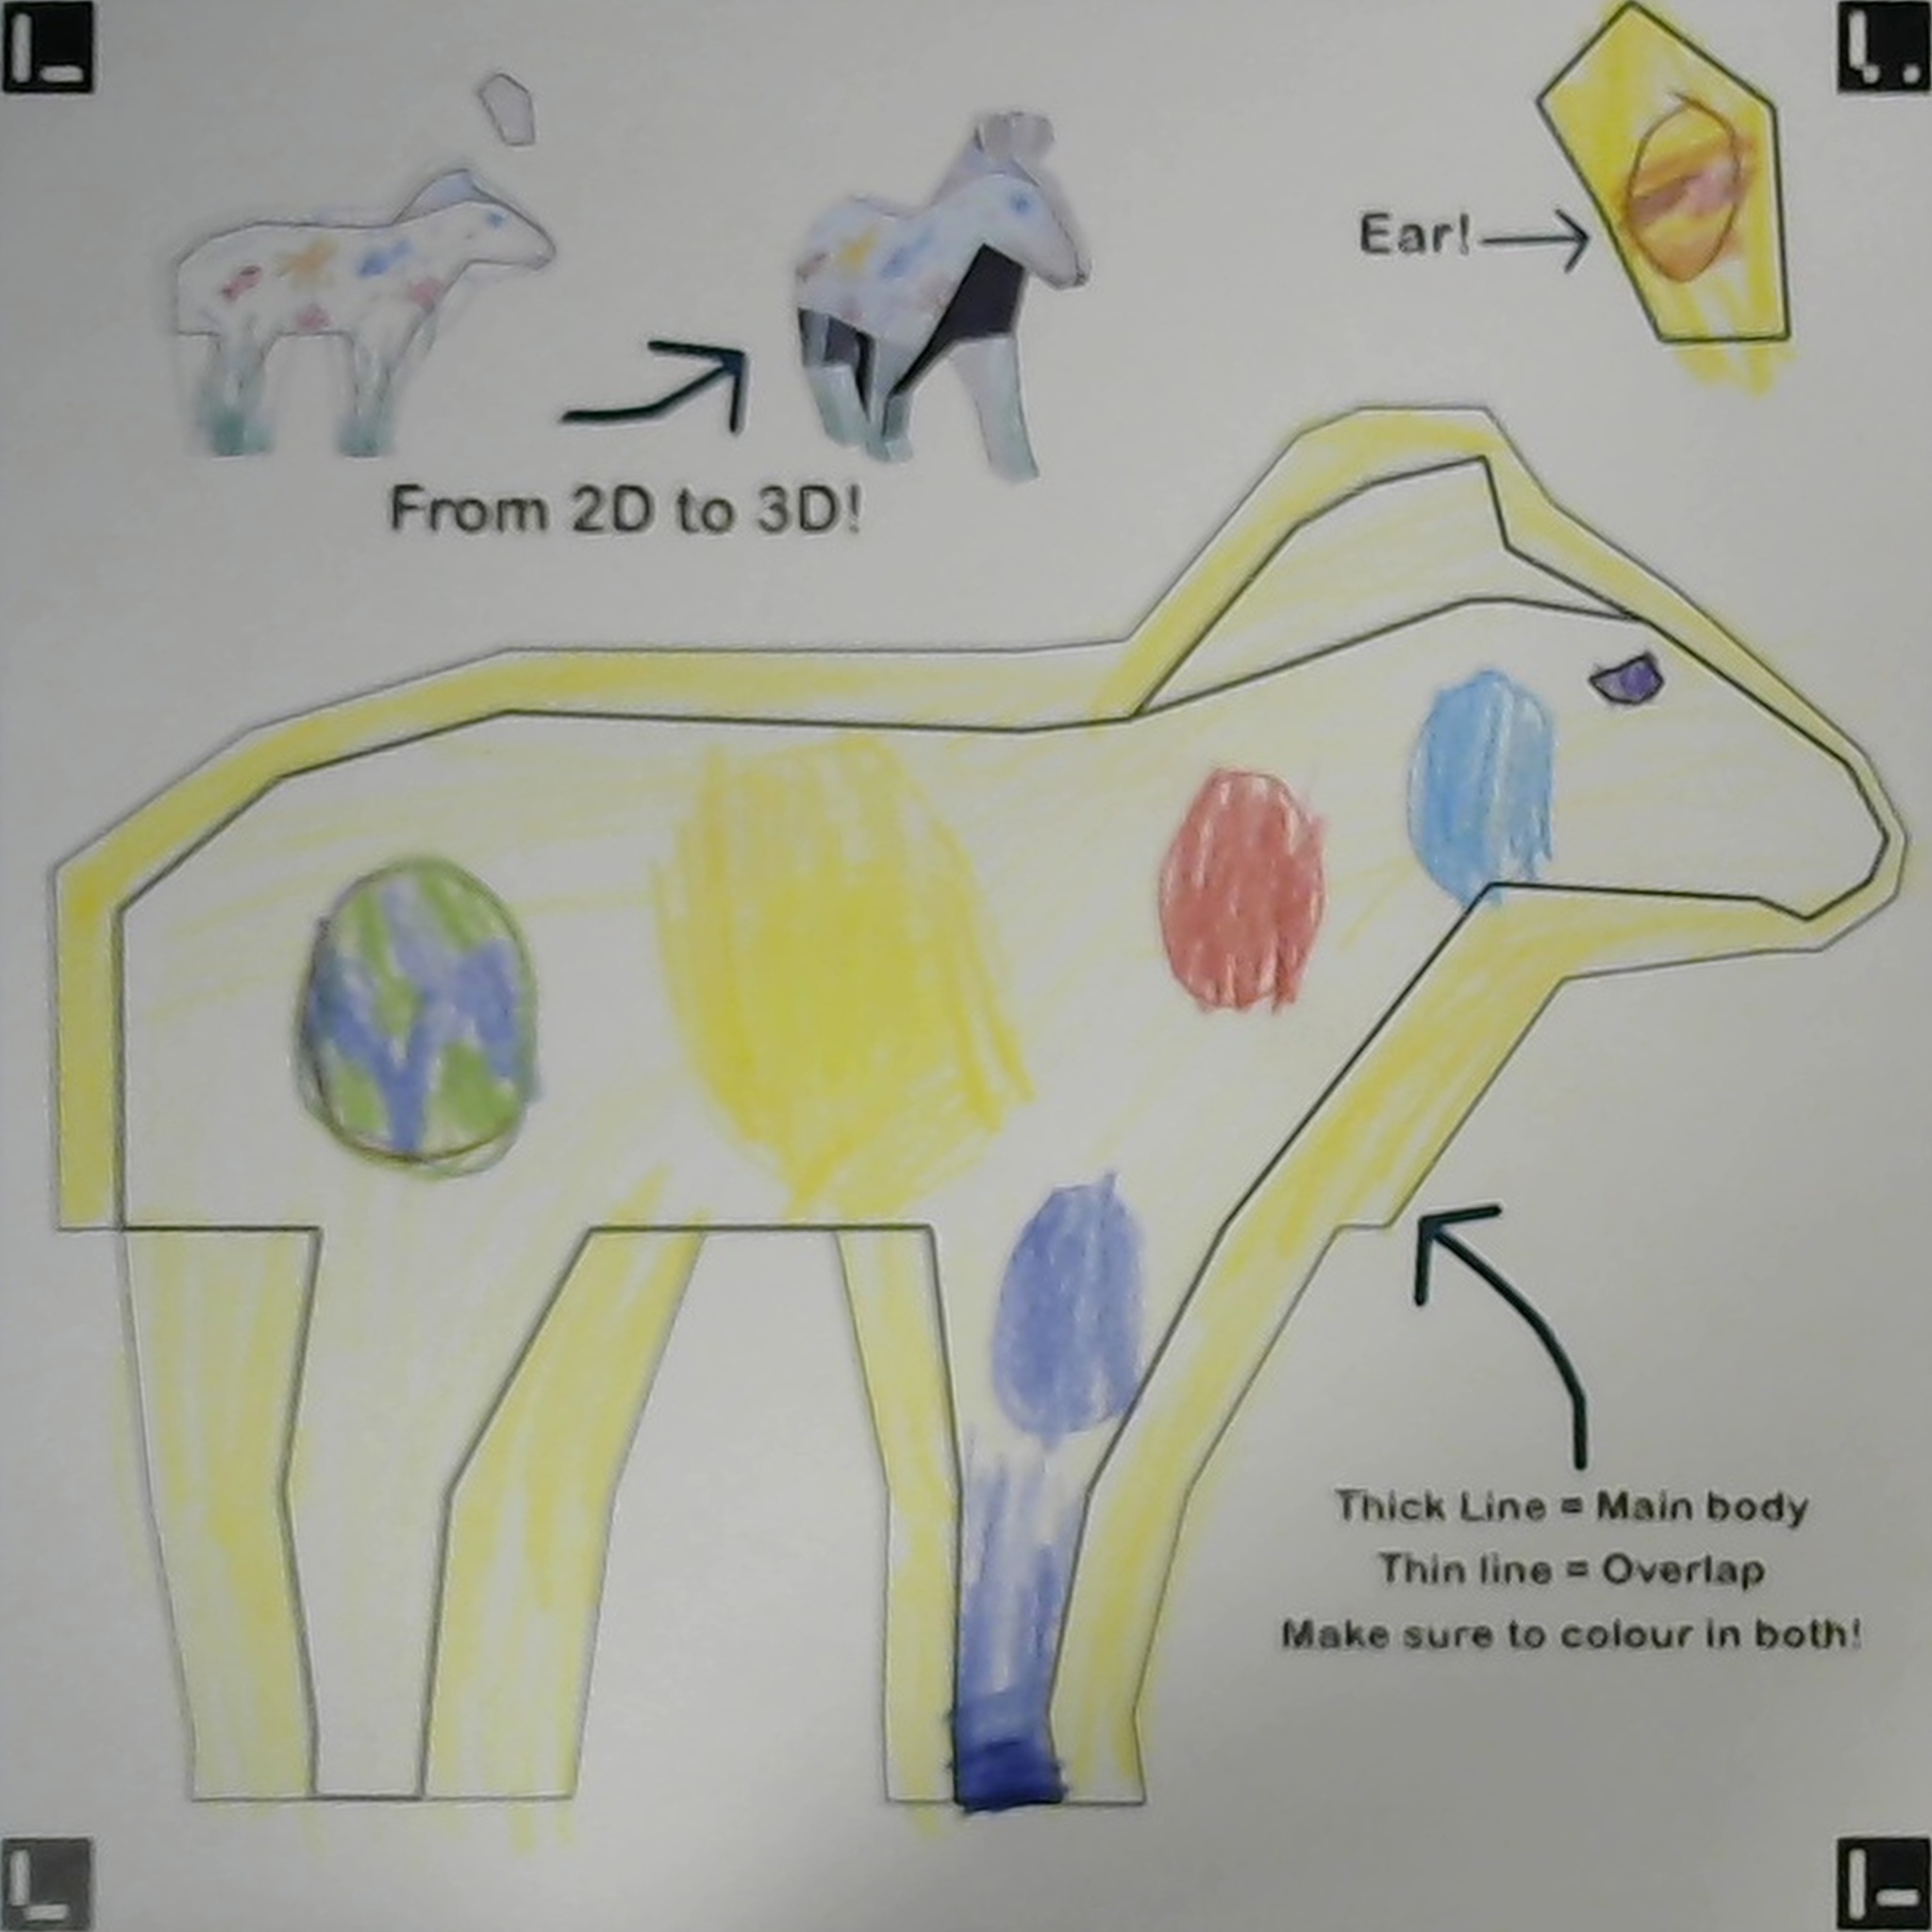 Ear!
From 2D to 3D!
Thick Line = Main body
Thin line = Overlap
Make sure to colour in both!